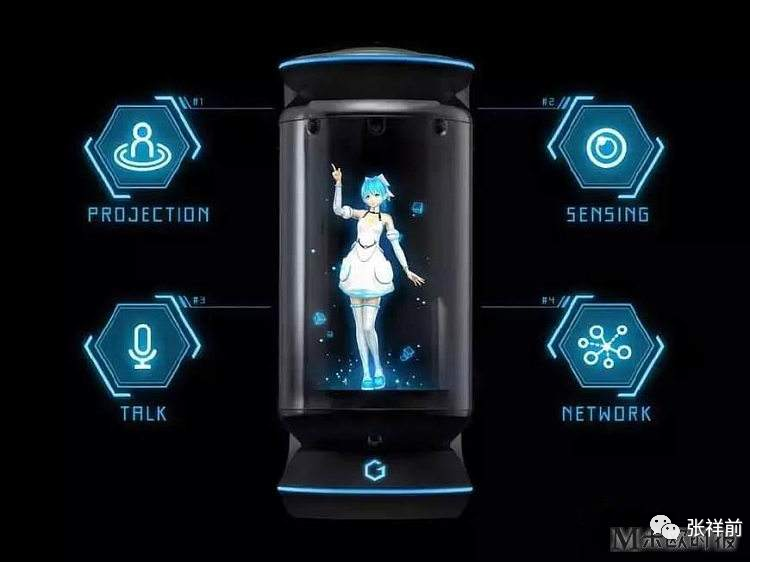 #1
PROJECTION
#2
SENSING
#3
TALK
#4
NETWORK
张祥前